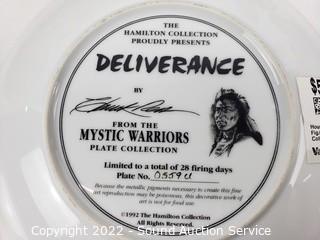 THE
HAMILTON COLLECTION
PROUDLY PRESENTS
DELIVERANCE
BY
FROM THE
MYSTIC WARRIORS
PLATE COLLECTION
Limited to a total of 28 firing days
Plate No. 0559U
Because the metallic pigments necessary to create this fine
art reproduction may be poisonous, this decorative work of
art is not for food use.
©1992 The Hamilton Collection
All Rights Reserved.
Copyright 2022 - Sound Auction Service